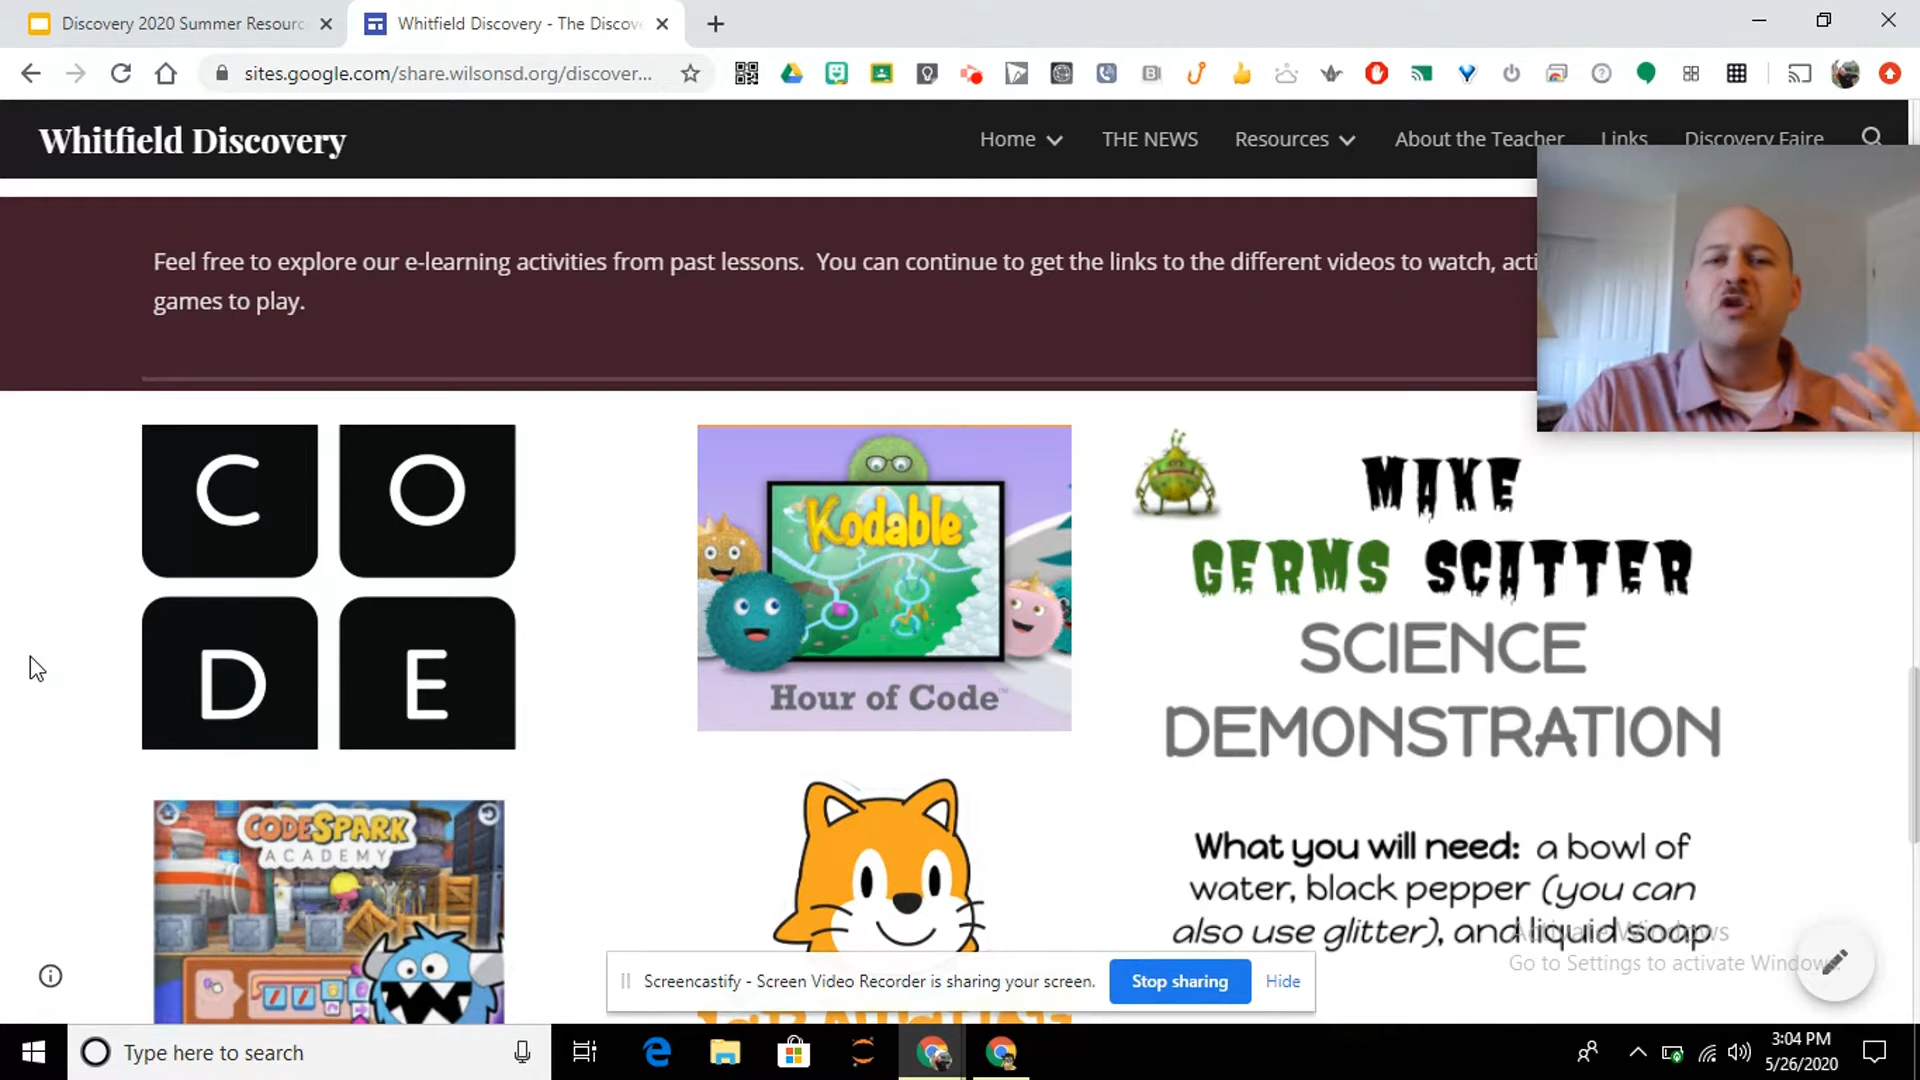 Discovery 2020 Summer Resourc
Whitfield Discovery - The Discov
sites.google.com/share.wilsonsd.org/discover...
Whitfield Discovery
Home
THE NEWS
Resources
About the Teacher
Links
Discovery Faire
Feel free to explore our e-learning activities from past lessons. You can continue to get the links to the different videos to watch, acti
games to play.
C O
D E
Kodable
Hour of Code™
MAKE
GERMS SCATTER
SCIENCE
DEMONSTRATION
CODESPARK
ACADEMY
What you will need: a bowl of
water, black pepper (you can
also use glitter), and liquid soap
Activate Windows
Go to Settings to activate Windows.
Screencastify - Screen Video Recorder is sharing your screen.
Stop sharing
Hide
Type here to search
3:04 PM
5/26/2020